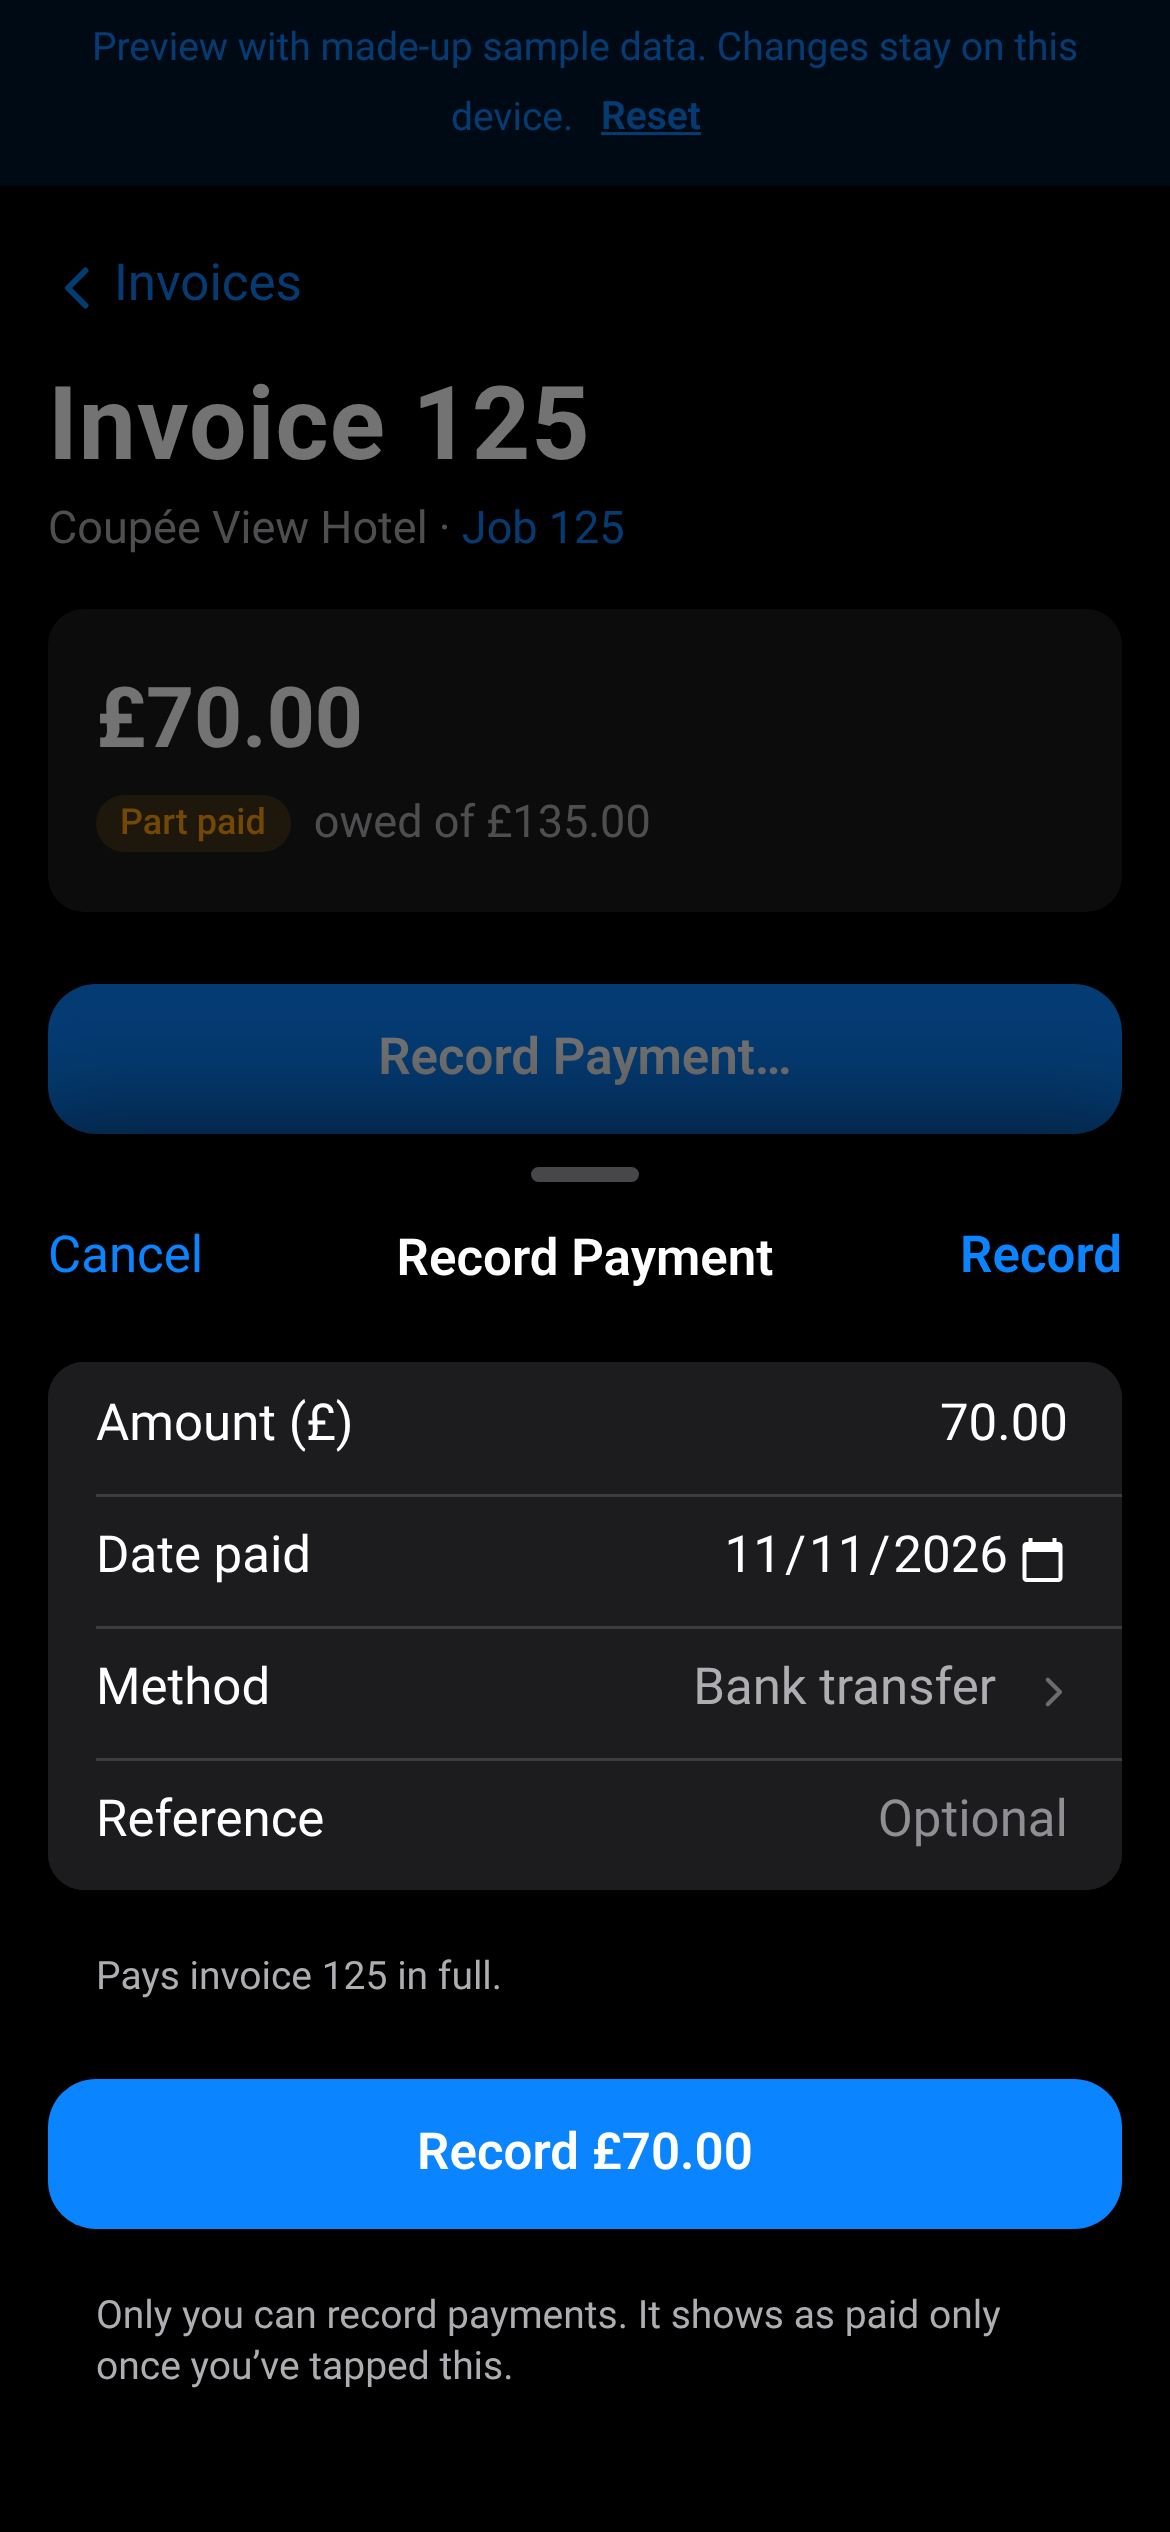 Preview with made-up sample data. Changes stay on this
device. Reset
Invoices
Invoice 125
Coupée View Hotel · Job 125
£70.00
Part paid owed of £135.00
Record Payment…
Cancel Record Payment Record
Amount (£) 70.00
Date paid 11/11/2026
Method Bank transfer
Reference Optional
Pays invoice 125 in full.
Record £70.00
Only you can record payments. It shows as paid only
once you’ve tapped this.